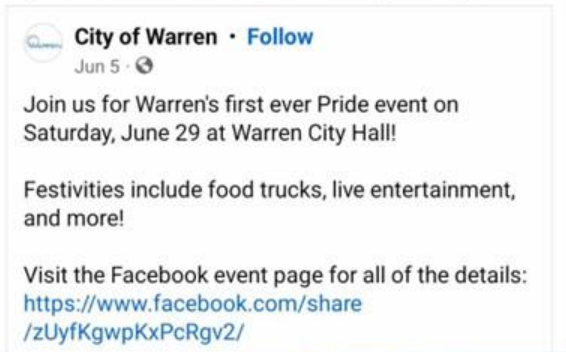 City of Warren · Follow
Jun 5 ·
Join us for Warren's first ever Pride event on
Saturday, June 29 at Warren City Hall!
Festivities include food trucks, live entertainment,
and more!
Visit the Facebook event page for all of the details:
https://www.facebook.com/share
/zUyfKgwpKxPcRgv2/